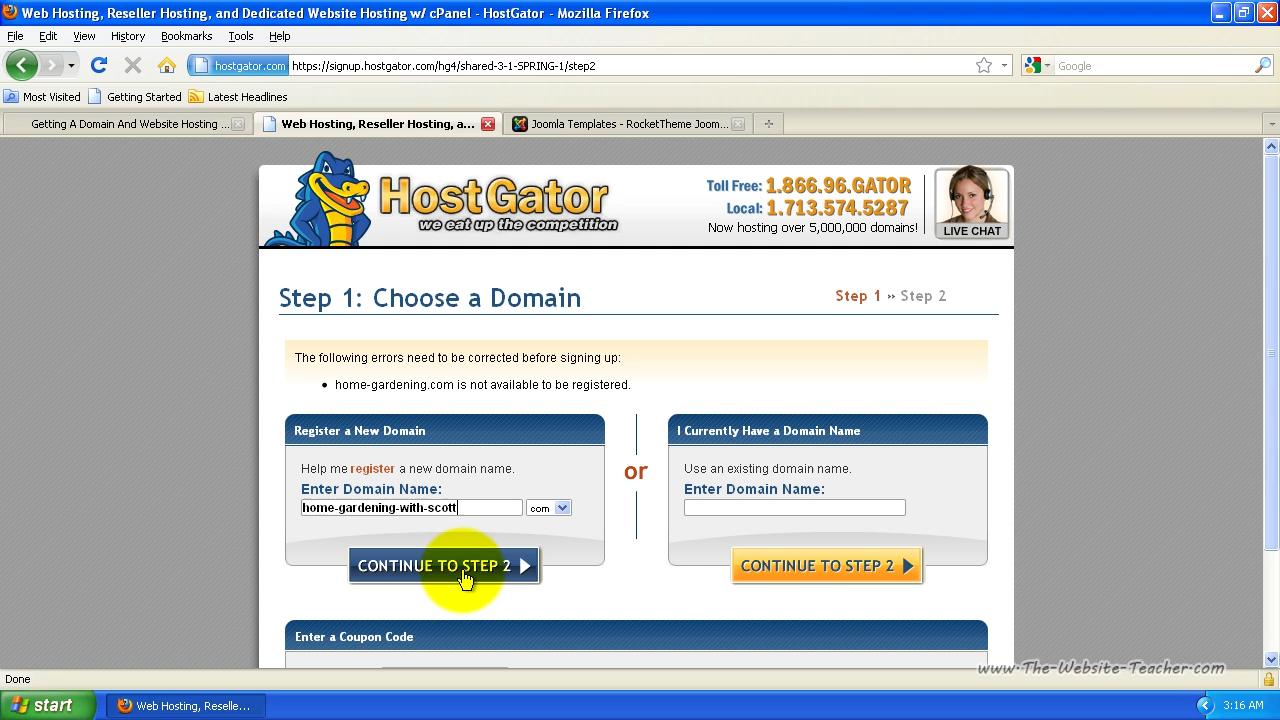 Web Hosting, Reseller Hosting, and Dedicated Website Hosting w/ cPanel - HostGator - Mozilla Firefox
File Edit View History Bookmarks Tools Help
hostgator.com https://signup.hostgator.com/hg4/shared-3-1-SPRING-1/step2 Google
Most Visited Getting Started Latest Headlines
Getting A Domain And Website Hosting ... Web Hosting, Reseller Hosting, a... Joomla Templates - RocketTheme Joom...
HostGator
we eat up the competition
Toll Free: 1.866.96.GATOR
Local: 1.713.574.5287
Now hosting over 5,000,000 domains!
LIVE CHAT
Step 1: Choose a Domain Step 1 ›› Step 2
The following errors need to be corrected before signing up:
• home-gardening.com is not available to be registered.
Register a New Domain
Help me register a new domain name.
Enter Domain Name:
home-gardening-with-scott com
CONTINUE TO STEP 2
or
I Currently Have a Domain Name
Use an existing domain name.
Enter Domain Name:
CONTINUE TO STEP 2
Enter a Coupon Code
www.The-Website-Teacher.com
Done
start Web Hosting, Reselle... 3:16 AM